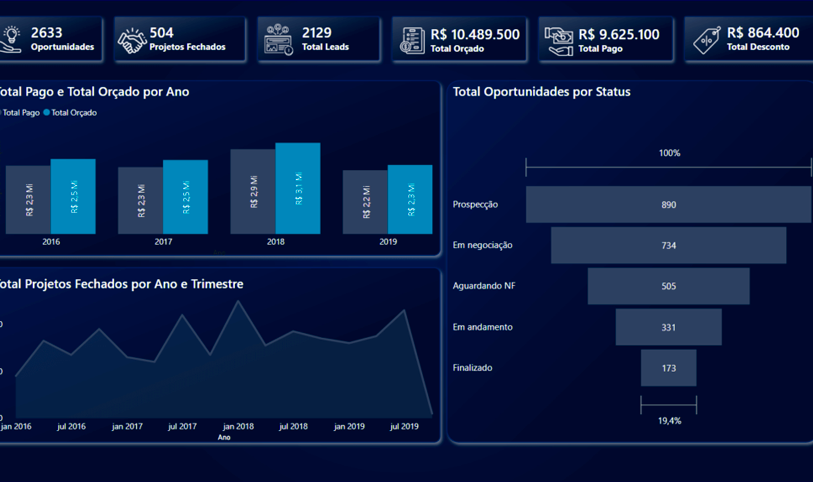 2633
Oportunidades
504
Projetos Fechados
2129
Total Leads
R$ 10.489.500
Total Orçado
R$ 9.625.100
Total Pago
R$ 864.400
Total Desconto
otal Pago e Total Orçado por Ano
Total Pago Total Orçado
R$ 2,3 Mi
R$ 2,5 Mi
R$ 2,3 Mi
R$ 2,5 Mi
R$ 2,9 Mi
R$ 3,1 Mi
R$ 2,2 Mi
R$ 2,3 Mi
2016 2017 2018 2019
otal Projetos Fechados por Ano e Trimestre
0
0
0
jan 2016 jul 2016 jan 2017 jul 2017 jan 2018 jul 2018 jan 2019 jul 2019
Ano
Total Oportunidades por Status
100%
Prospecção 890
Em negociação 734
Aguardando NF 505
Em andamento 331
Finalizado 173
19,4%